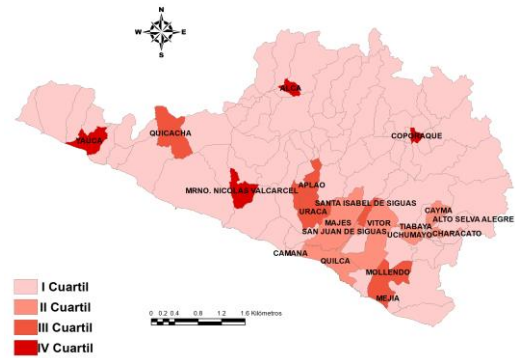 N
W E
S
ALCA
YAUCA
QUICACHA
COPORAQUE
MRNO. NICOLAS VALCARCEL
APLAO
SANTA ISABEL DE SIGUAS
URACA
CAYMA
MAJES
VITOR
ALTO SELVA ALEGRE
TIABAYA
SAN JUAN DE SIGUAS
UCHUMAYO
CHARACATO
CAMANA
QUILCA
MOLLENDO
MEJIA
I Cuartil
II Cuartil
III Cuartil
IV Cuartil
0 0.2 0.4 0.8 1.2 1.6 Kilómetros